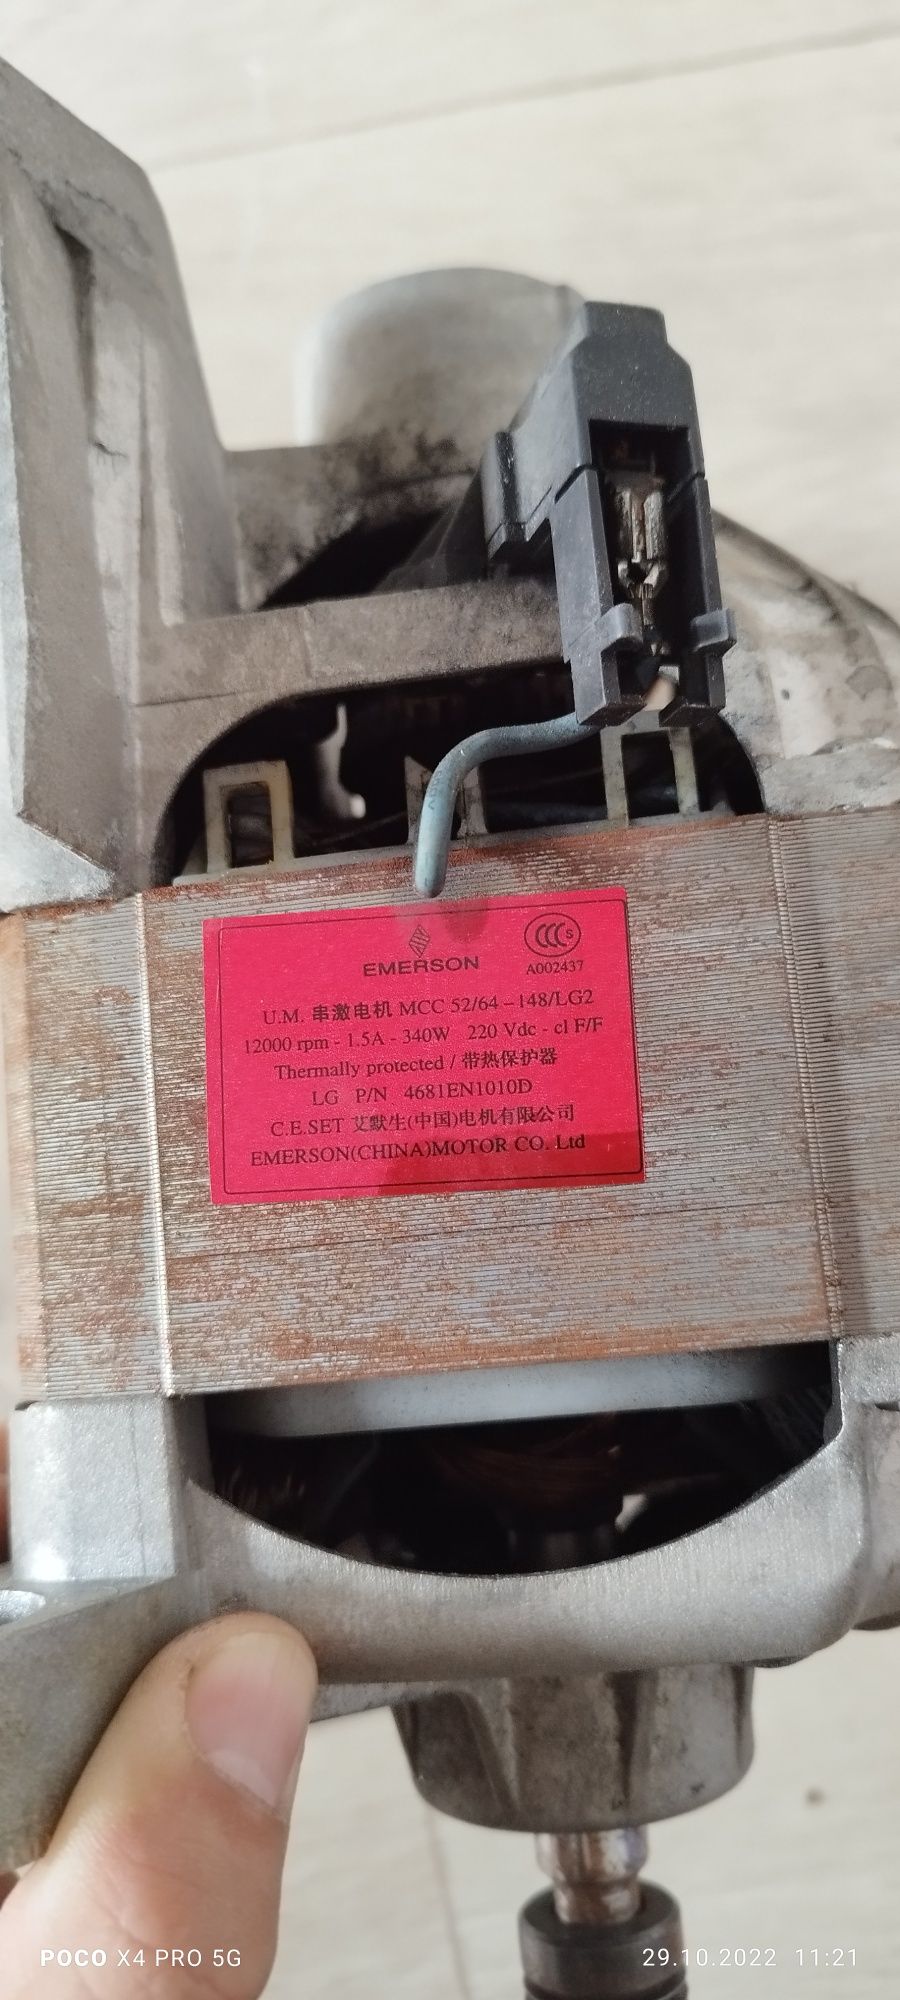 EMERSON
CCC S
A002437
U.M. 串激电机 MCC 52/64-148/LG2
12000 rpm - 1.5A - 340W 220 Vdc - cl F/F
Thermally protected / 带热保护器
LG P/N 4681EN1010D
C.E.SET 艾默生(中国)电机有限公司
EMERSON(CHINA)MOTOR CO. Ltd
POCO X4 PRO 5G
29.10.2022 11:21